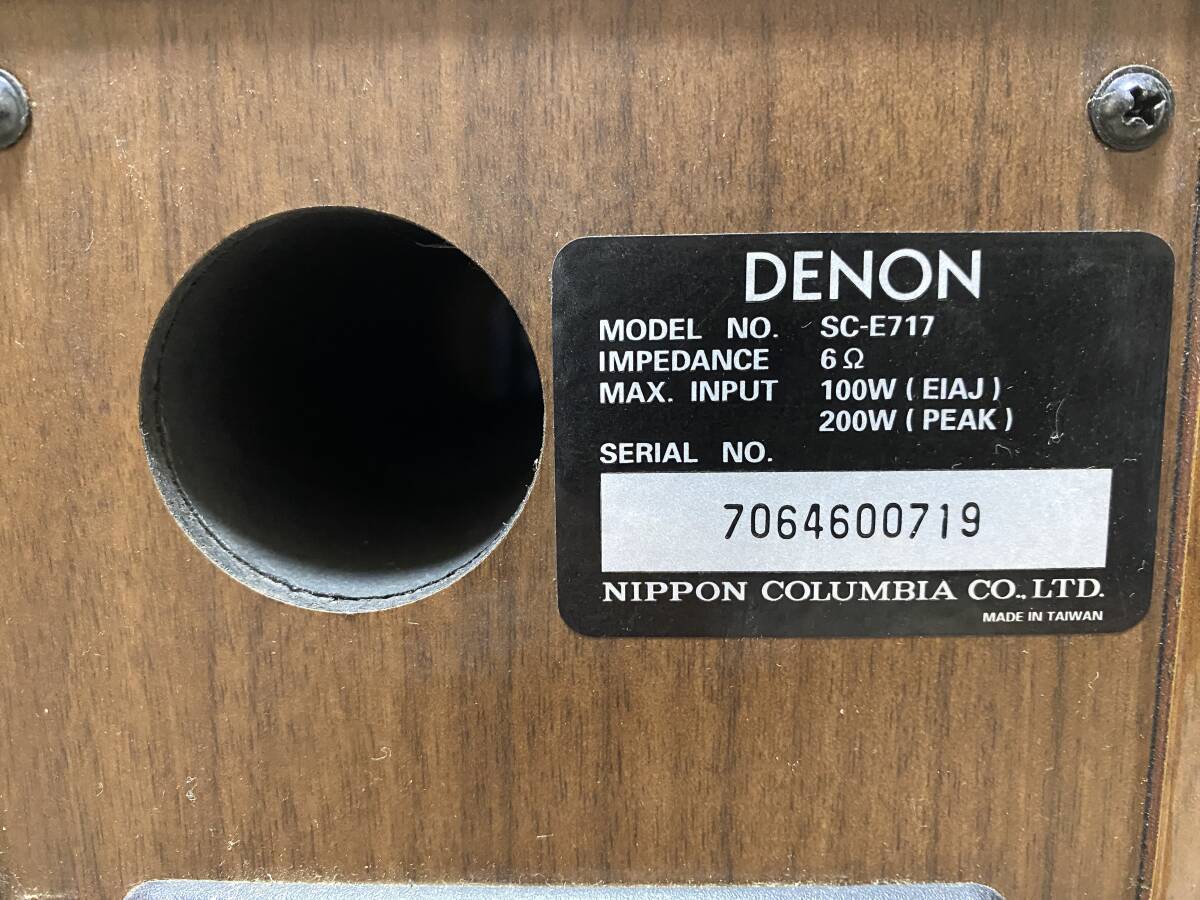 DENON
MODEL NO. SC-E717
IMPEDANCE 6Ω
MAX. INPUT 100W (EIAJ)
200W (PEAK)
SERIAL NO.
7064600719
NIPPON COLUMBIA CO., LTD.
MADE IN TAIWAN